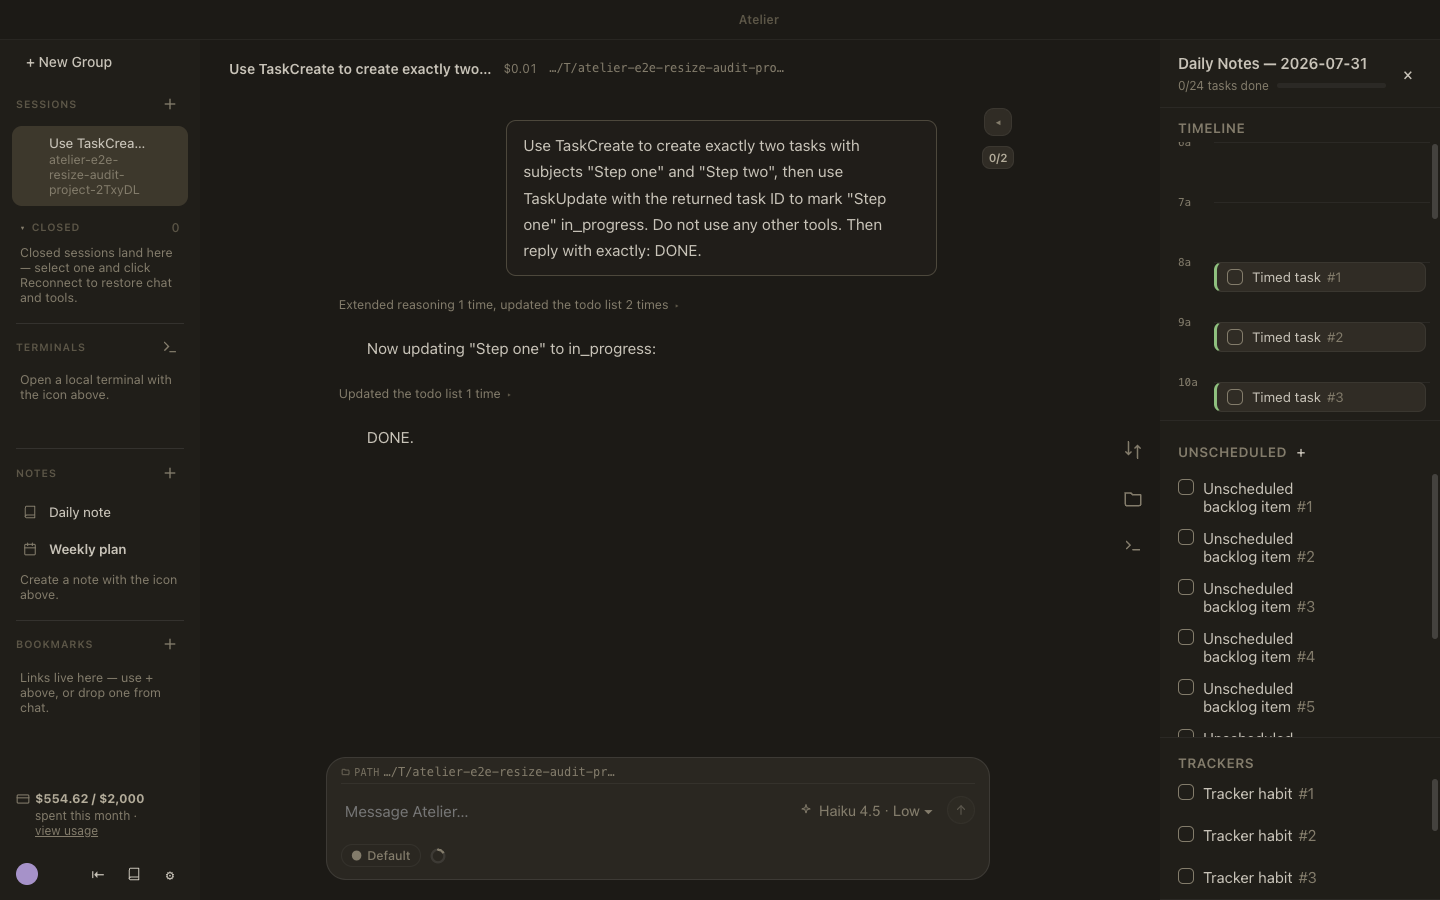 Atelier
+ New Group
SESSIONS
Use TaskCrea...
atelier-e2e-
resize-audit-
project-2TxyDL
CLOSED 0
Closed sessions land here
— select one and click
Reconnect to restore chat
and tools.
TERMINALS
Open a local terminal with
the icon above.
NOTES
Daily note
Weekly plan
Create a note with the icon
above.
BOOKMARKS
Links live here — use +
above, or drop one from
chat.
$554.62 / $2,000
spent this month ·
view usage
Use TaskCreate to create exactly two... $0.01 …/T/atelier-e2e-resize-audit-pro…
Use TaskCreate to create exactly two tasks with
subjects "Step one" and "Step two", then use
TaskUpdate with the returned task ID to mark "Step
one" in_progress. Do not use any other tools. Then
reply with exactly: DONE.
0/2
Extended reasoning 1 time, updated the todo list 2 times
Now updating "Step one" to in_progress:
Updated the todo list 1 time
DONE.
PATH …/T/atelier-e2e-resize-audit-pr…
Message Atelier...
Haiku 4.5 · Low
Default
Daily Notes — 2026-07-31
0/24 tasks done
TIMELINE
6a
7a
8a
Timed task #1
9a
Timed task #2
10a
Timed task #3
UNSCHEDULED +
Unscheduled
backlog item #1
Unscheduled
backlog item #2
Unscheduled
backlog item #3
Unscheduled
backlog item #4
Unscheduled
backlog item #5
Unscheduled
TRACKERS
Tracker habit #1
Tracker habit #2
Tracker habit #3